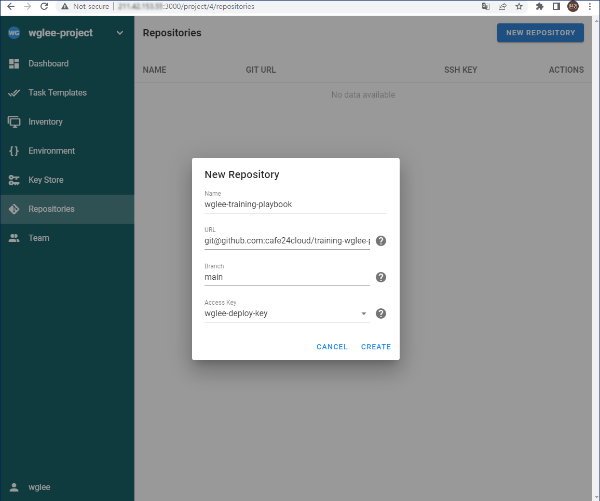 Not secure
:3000/project/4/repositories
WG wglee-project
Repositories
NEW REPOSITORY
Dashboard
Task Templates
Inventory
Environment
Key Store
Repositories
Team
NAME GIT URL SSH KEY ACTIONS
No data available
New Repository
Name
wglee-training-playbook
URL
git@github.com:cafe24cloud/training-wglee-p
Branch
main
Access Key
wglee-deploy-key
CANCEL CREATE
wglee